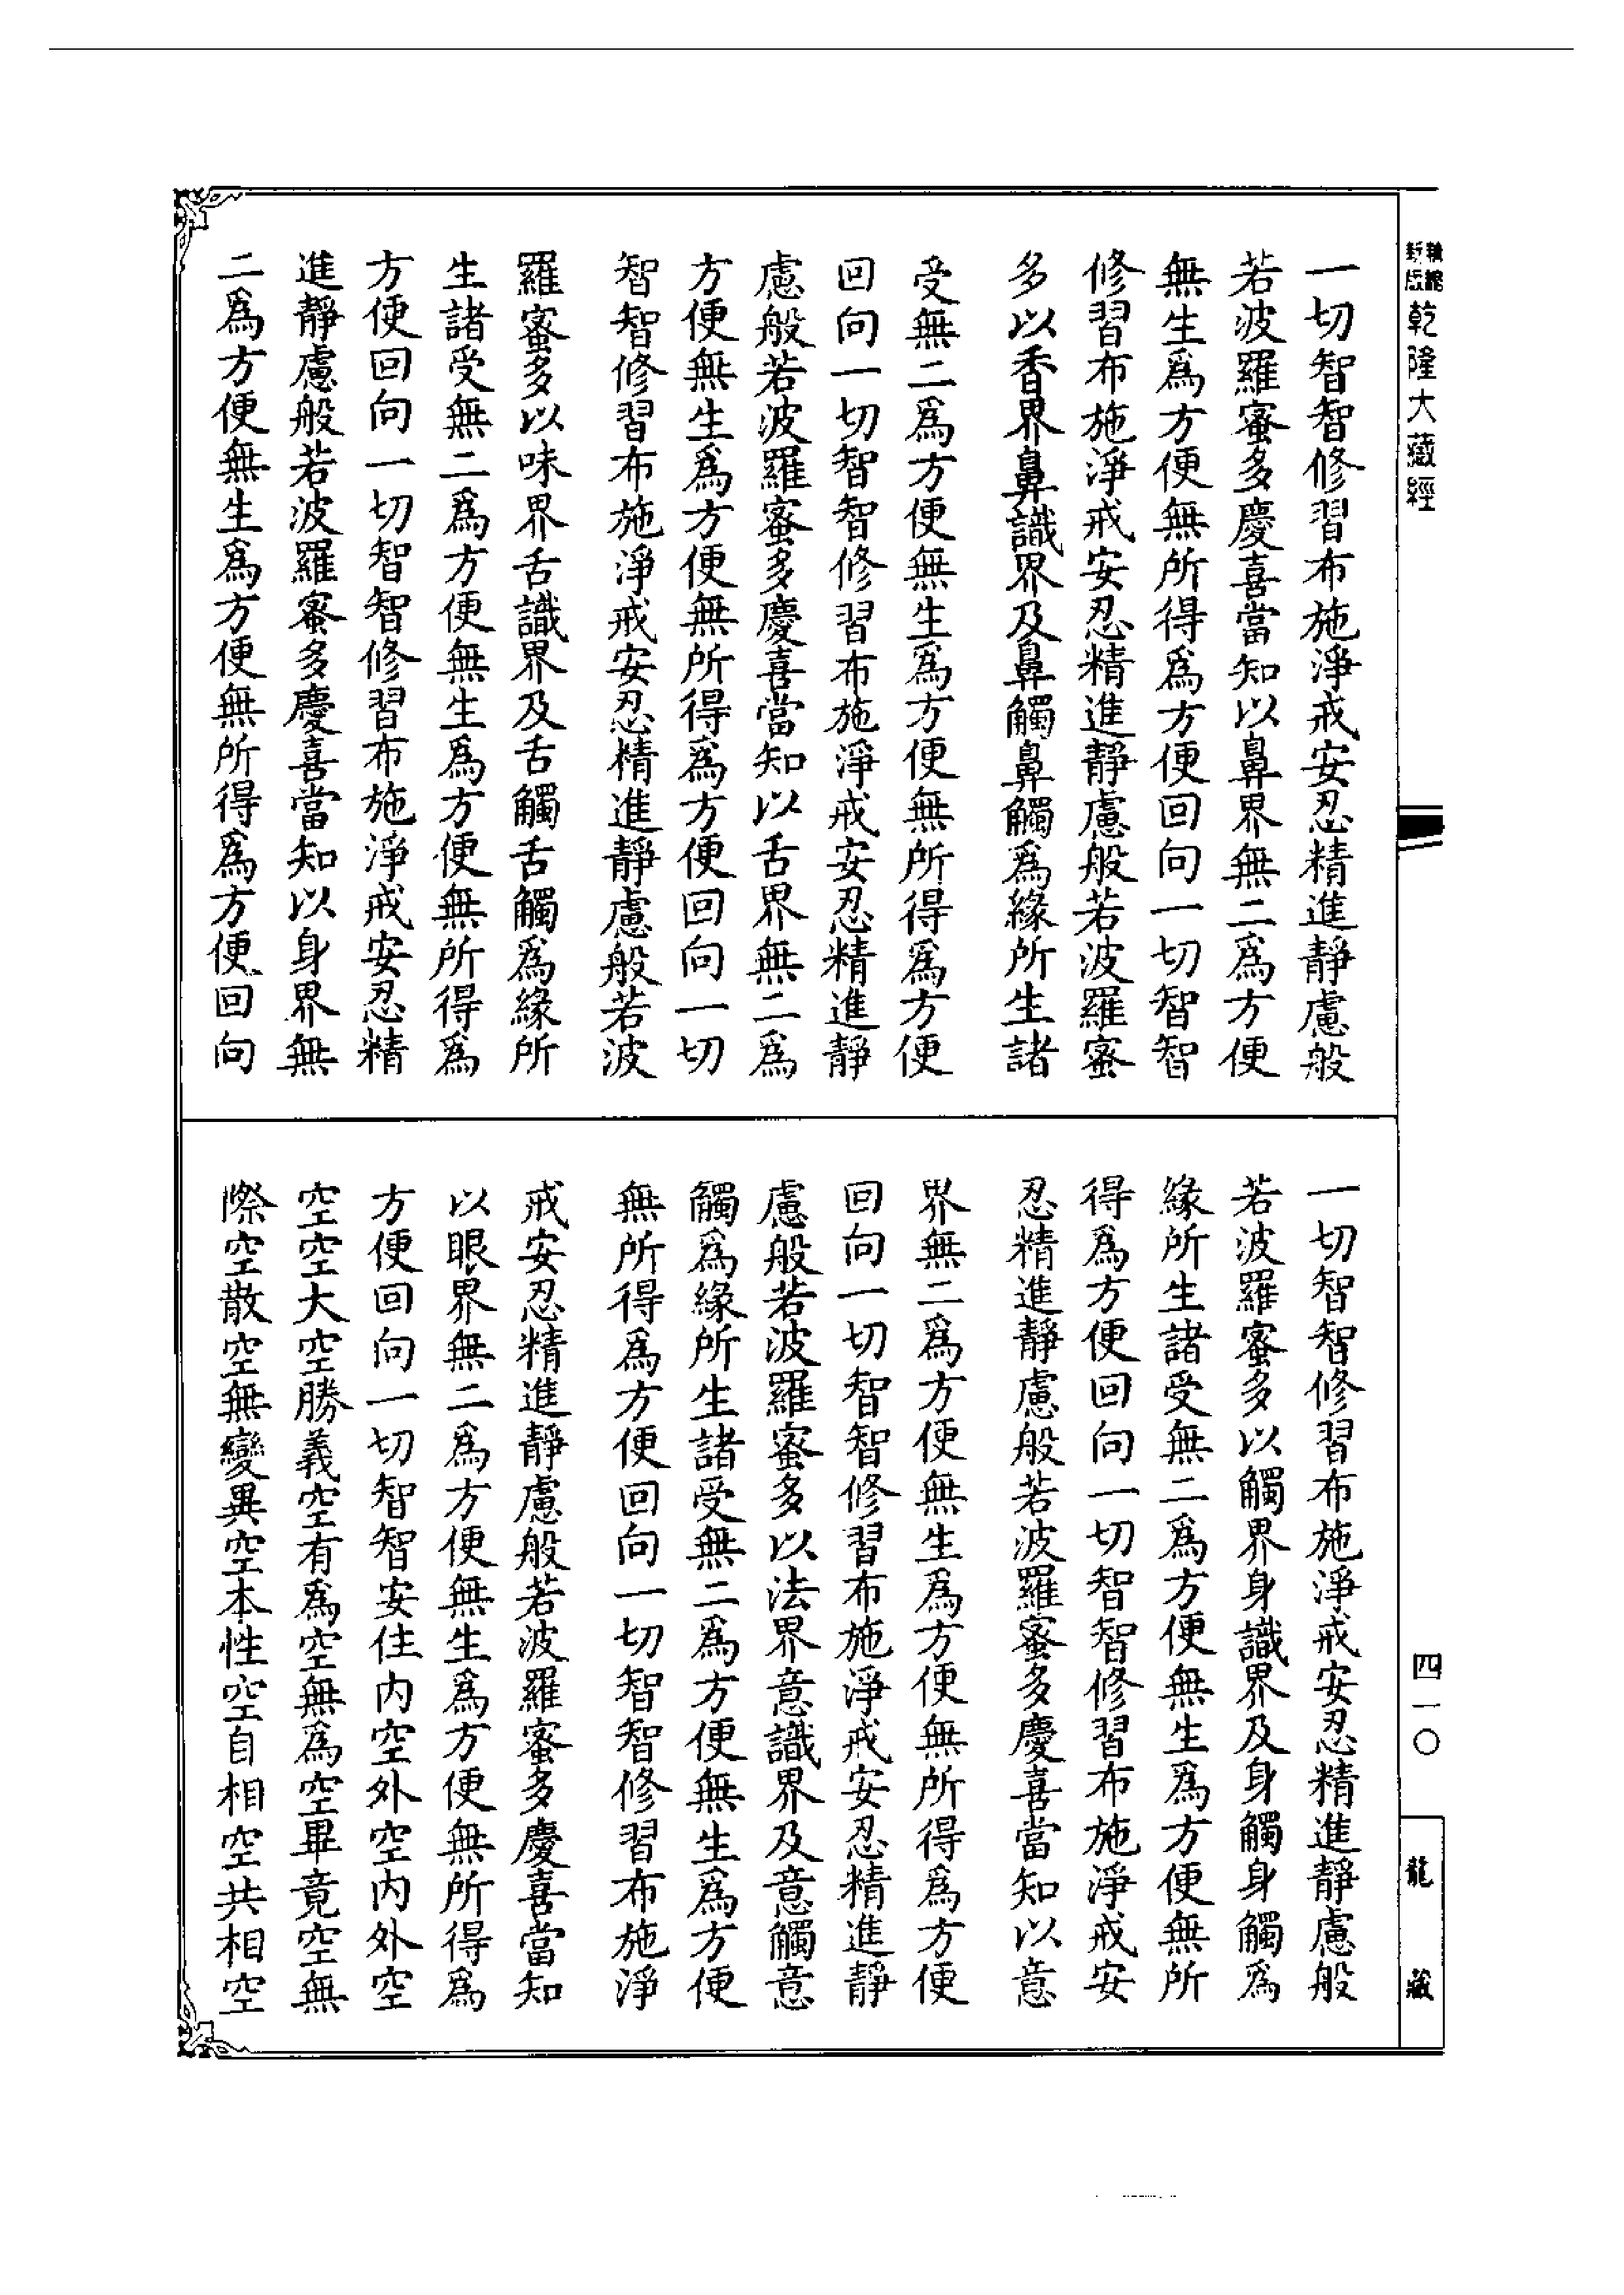 乾隆大藏經
一切智智修習布施淨戒安忍精進靜慮般
若波羅蜜多慶喜當知以鼻界無二爲方便
無生爲方便無所得爲方便回向一切智智
修習布施淨戒安忍精進靜慮般若波羅蜜
多以香界鼻識界及鼻觸鼻觸爲緣所生諸
受無二爲方便無生爲方便無所得爲方便
回向一切智智修習布施淨戒安忍精進靜
慮般若波羅蜜多慶喜當知以舌界無二爲
方便無生爲方便無所得爲方便回向一切
智智修習布施淨戒安忍精進靜慮般若波
羅蜜多以味界舌識界及舌觸舌觸爲緣所
生諸受無二爲方便無生爲方便無所得爲
方便回向一切智智修習布施淨戒安忍精
進靜慮般若波羅蜜多慶喜當知以身界無
二爲方便無生爲方便無所得爲方便回向
一切智智修習布施淨戒安忍精進靜慮般
若波羅蜜多以觸界身識界及身觸身觸爲
緣所生諸受無二爲方便無生爲方便無所
得爲方便回向一切智智修習布施淨戒安
忍精進靜慮般若波羅蜜多慶喜當知以意
界無二爲方便無生爲方便無所得爲方便
回向一切智智修習布施淨戒安忍精進靜
慮般若波羅蜜多以法界意識界及意觸意
觸爲緣所生諸受無二爲方便無生爲方便
無所得爲方便回向一切智智修習布施淨
戒安忍精進靜慮般若波羅蜜多慶喜當知
以眼界無二爲方便無生爲方便無所得爲
方便回向一切智智安住內空外空內外空
空空大空勝義空有爲空無爲空畢竟空無
際空散空無變異空本性空自相空共相空
四一〇
龍藏